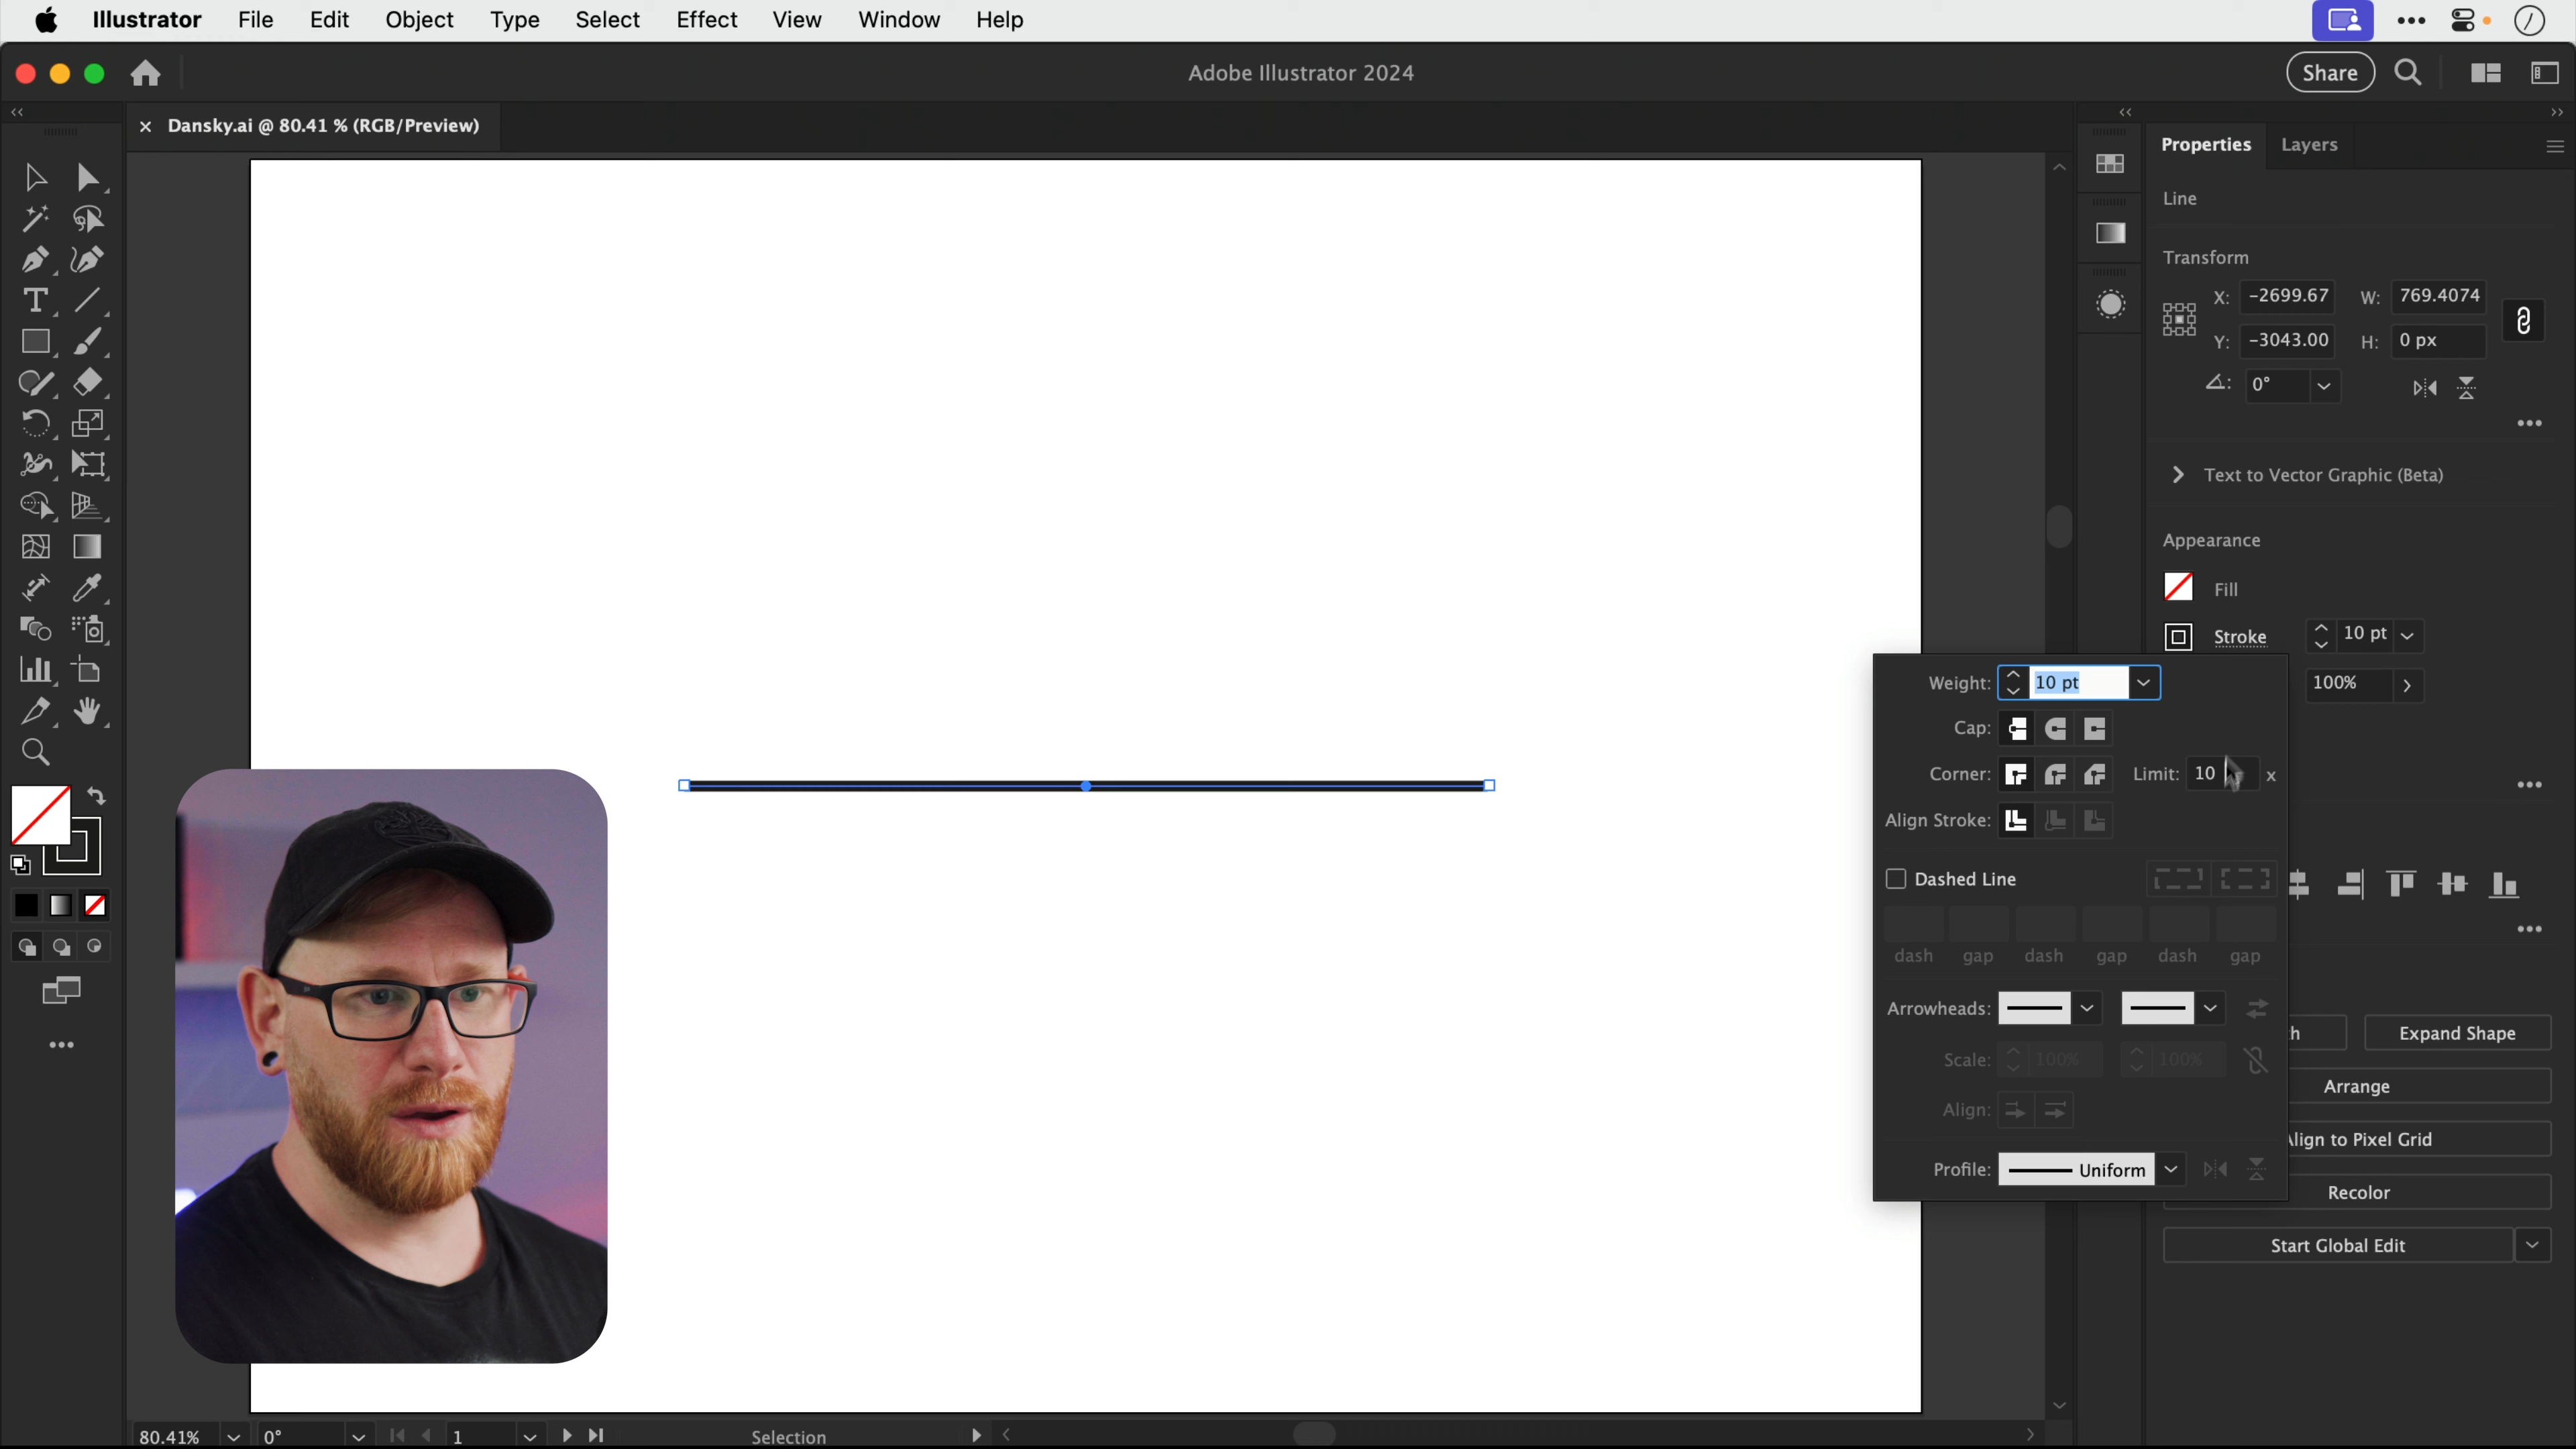 Illustrator File Edit Object Type Select Effect View Window Help
Adobe Illustrator 2024
Share
× Dansky.ai @ 80.41 % (RGB/Preview)
Properties Layers
Line
Transform
X: -2699.67 W: 769.4074
Y: -3043.00 H: 0 px
0°
Text to Vector Graphic (Beta)
Appearance
Fill
Stroke 10 pt
100%
Weight: 10 pt
Cap:
Corner: Limit: 10 x
Align Stroke:
Dashed Line
dash gap dash gap dash gap
Arrowheads:
Scale: 100% 100%
Align:
Profile: Uniform
Expand Shape
Arrange
Align to Pixel Grid
Recolor
Start Global Edit
80.41% 0° 1 Selection